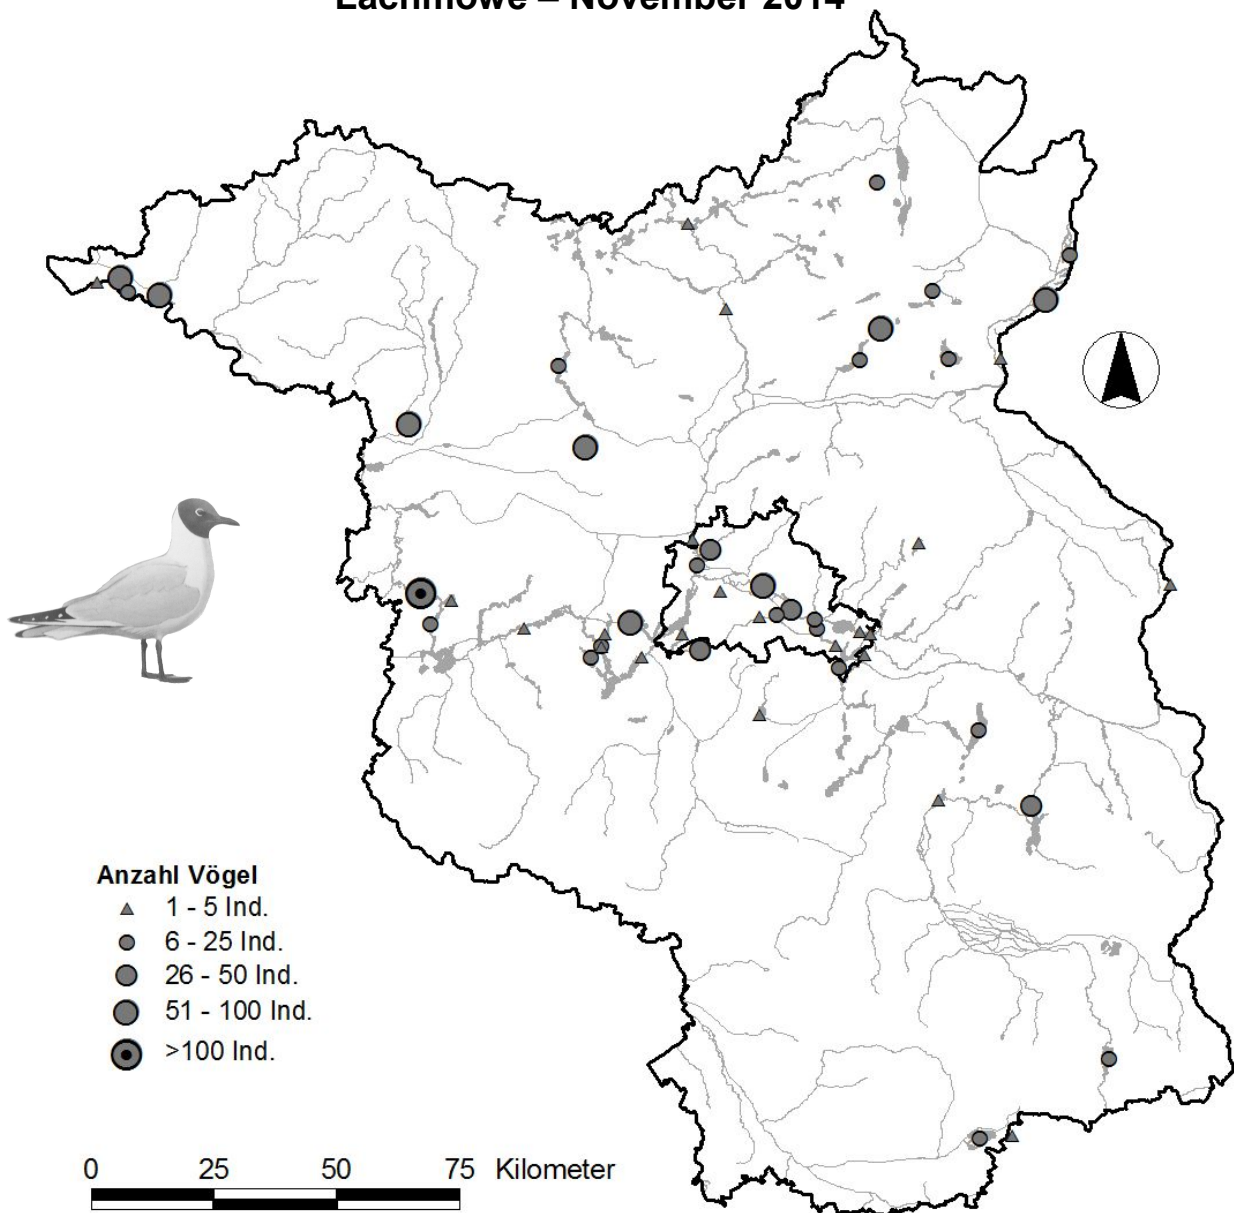 Lachmöwe – November 2014
Anzahl Vögel
1 - 5 Ind.
6 - 25 Ind.
26 - 50 Ind.
51 - 100 Ind.
>100 Ind.
0 25 50 75 Kilometer